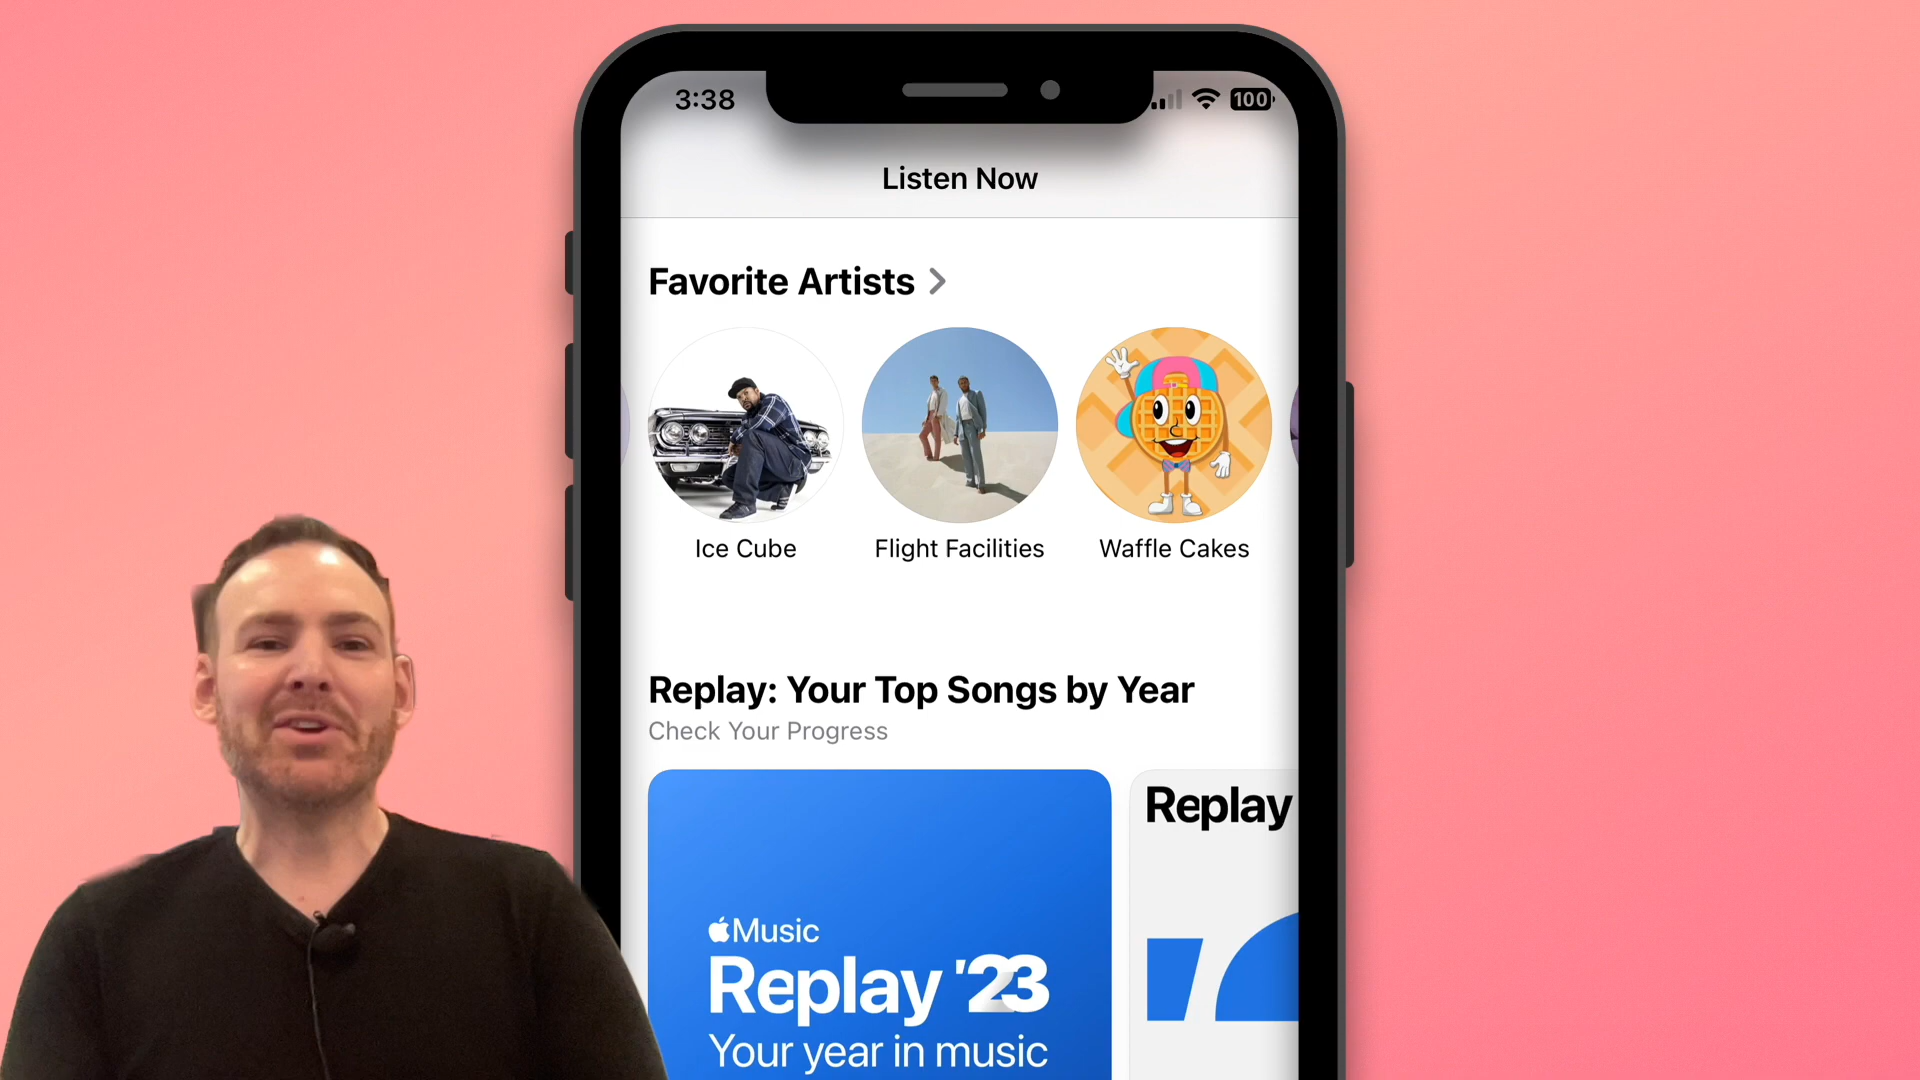 3:38
100
Listen Now
Favorite Artists
Ice Cube
Flight Facilities
Waffle Cakes
Replay: Your Top Songs by Year
Check Your Progress
Music
Replay '23
Your year in music
Replay